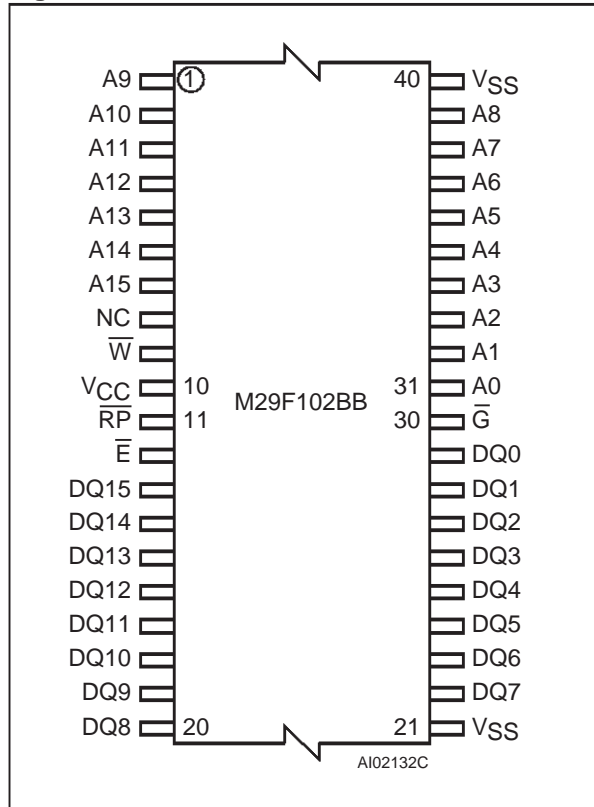 A9 1 40 VSS
A10 A8
A11 A7
A12 A6
A13 A5
A14 A4
A15 A3
NC A2
W̅ A1
VCC 10 31 A0
M29F102BB
R̅P̅ 11 30 G̅
E̅ DQ0
DQ15 DQ1
DQ14 DQ2
DQ13 DQ3
DQ12 DQ4
DQ11 DQ5
DQ10 DQ6
DQ9 DQ7
DQ8 20 21 VSS
AI02132C